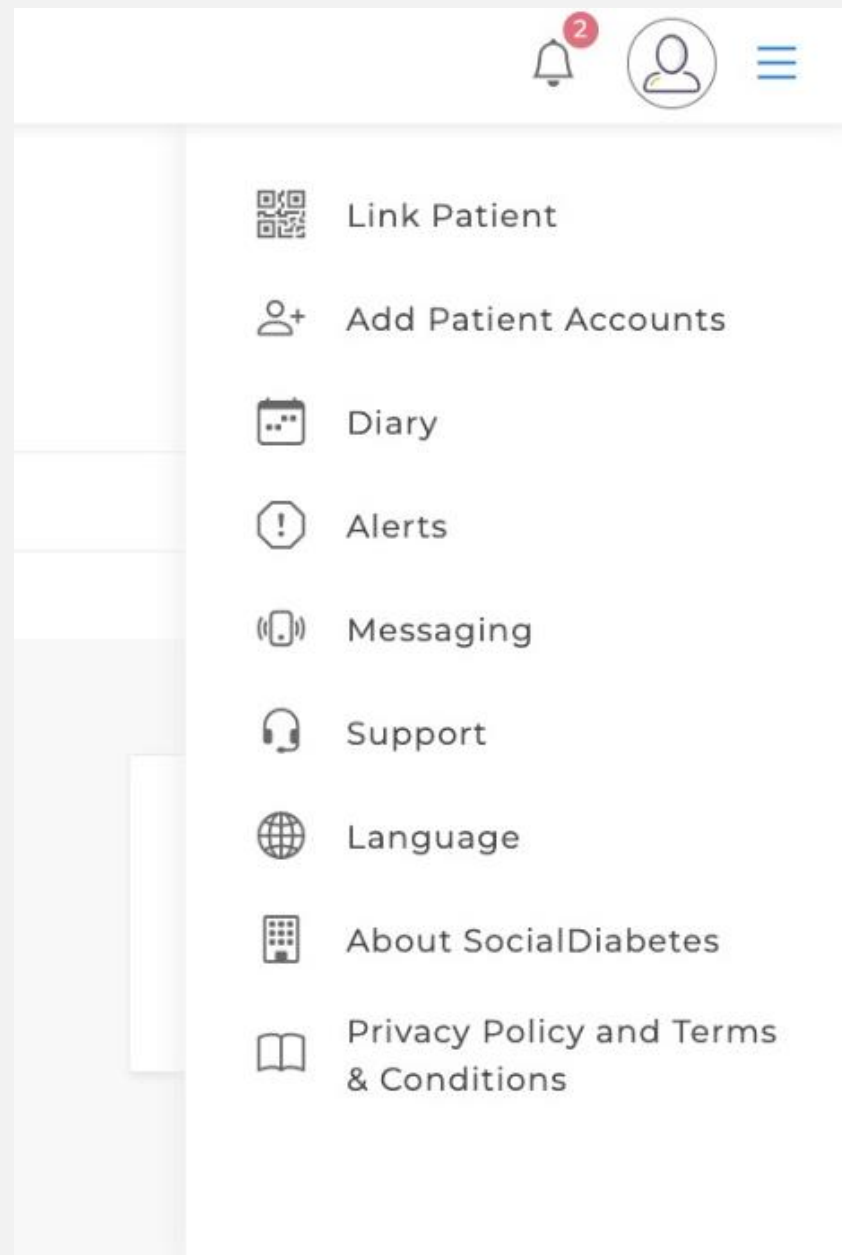 2
Link Patient
Add Patient Accounts
Diary
Alerts
Messaging
Support
Language
About SocialDiabetes
Privacy Policy and Terms
& Conditions